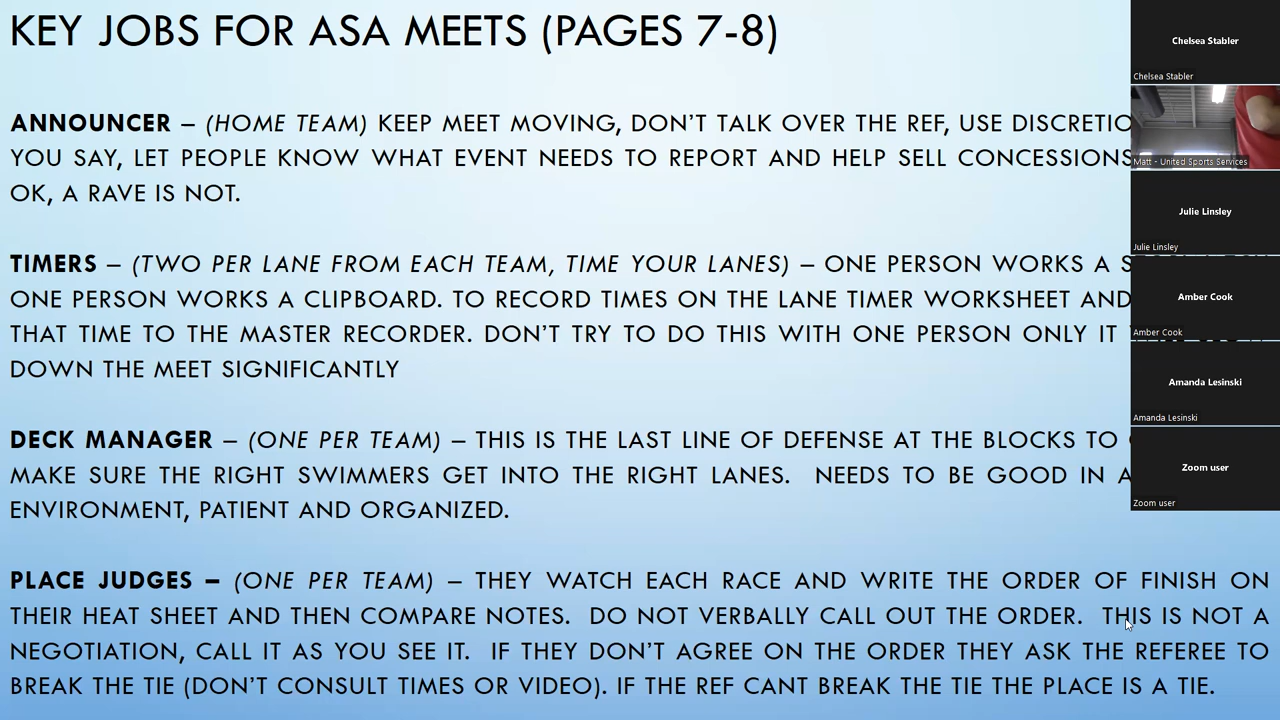 KEY JOBS FOR ASA MEETS (PAGES 7-8)
ANNOUNCER – (HOME TEAM) KEEP MEET MOVING, DON'T TALK OVER THE REF, USE
YOU SAY, LET PEOPLE KNOW WHAT EVENT NEEDS TO REPORT AND HELP SELL CONCESSIONS
OK, A RAVE IS NOT.
TIMERS – (TWO PER LANE FROM EACH TEAM, TIME YOUR LANES) – ONE PERSON WORKS A
ONE PERSON WORKS A CLIPBOARD. TO RECORD TIMES ON THE LANE TIMER WORKSHEET AND
THAT TIME TO THE MASTER RECORDER. DON'T TRY TO DO THIS WITH ONE PERSON ONLY IT
DOWN THE MEET SIGNIFICANTLY
DECK MANAGER – (ONE PER TEAM) – THIS IS THE LAST LINE OF DEFENSE AT THE BLOCKS TO
MAKE SURE THE RIGHT SWIMMERS GET INTO THE RIGHT LANES. NEEDS TO BE GOOD IN A
ENVIRONMENT, PATIENT AND ORGANIZED.
PLACE JUDGES – (ONE PER TEAM) – THEY WATCH EACH RACE AND WRITE THE ORDER OF FINISH ON
THEIR HEAT SHEET AND THEN COMPARE NOTES. DO NOT VERBALLY CALL OUT THE ORDER. THIS IS NOT A
NEGOTIATION, CALL IT AS YOU SEE IT. IF THEY DON'T AGREE ON THE ORDER THEY ASK THE REFEREE TO
BREAK THE TIE (DON'T CONSULT TIMES OR VIDEO). IF THE REF CANT BREAK THE TIE THE PLACE IS A TIE.
Chelsea Stabler
Chelsea Stabler
Matt - United Sports Services
Julie Linsley
Julie Linsley
Amber Cook
Amber Cook
Amanda Lesinski
Amanda Lesinski
Zoom user
Zoom user